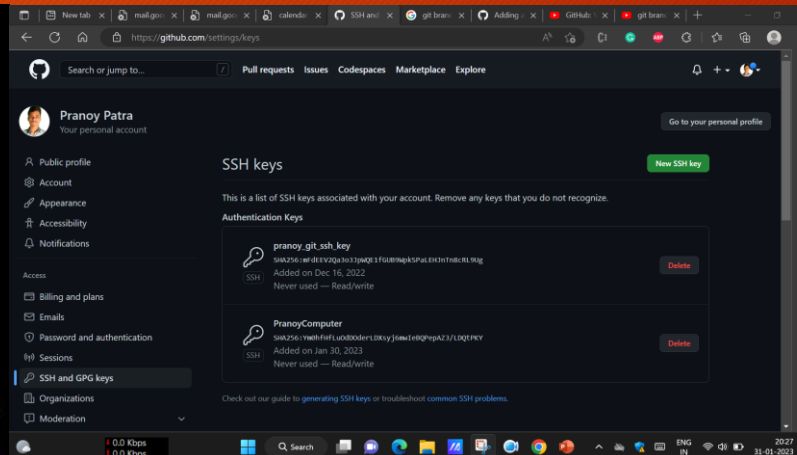 New tab
mail.goo
mail.goo
calendar
SSH and
git branc
Adding a
GitHub:
git branc
https://github.com/settings/keys
Search or jump to...
/
Pull requests Issues Codespaces Marketplace Explore
Pranoy Patra
Your personal account
Go to your personal profile
Public profile
Account
Appearance
Accessibility
Notifications
Access
Billing and plans
Emails
Password and authentication
Sessions
SSH and GPG keys
Organizations
Moderation
SSH keys
New SSH key
This is a list of SSH keys associated with your account. Remove any keys that you do not recognize.
Authentication Keys
pranoy_git_ssh_key
SSH
Added on Dec 16, 2022
Never used — Read/write
Delete
PranoyComputer
SSH
Added on Jan 30, 2023
Never used — Read/write
Delete
Check out our guide to generating SSH keys or troubleshoot common SSH problems.
0.0 Kbps
0.0 Kbps
Search
ENG
IN
20:27
31-01-2023